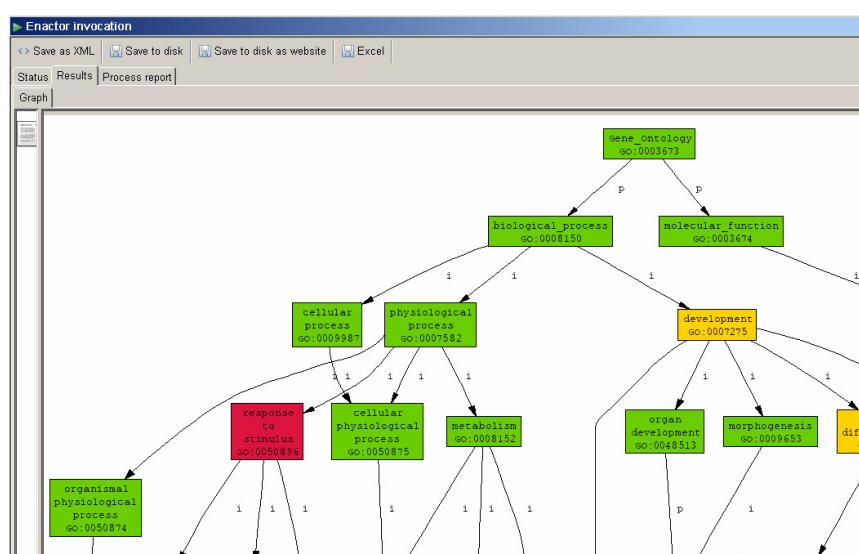 Enactor invocation
Save as XML
Save to disk
Save to disk as website
Excel
Status
Results
Process report
Graph
Gene_Ontology
GO:0003673
p
p
biological_process
GO:0008150
molecular_function
GO:0003674
i
i
i
i
cellular
process
GO:0009987
physiological
process
GO:0007582
development
GO:0007275
i
i
i
i
i
i
i
i
response
to
stimulus
GO:0050896
cellular
physiological
process
GO:0050875
metabolism
GO:0008152
organ
development
GO:0048513
morphogenesis
GO:0009653
dif
organismal
physiological
process
GO:0050874
i
i
i
i
i
i
p
i